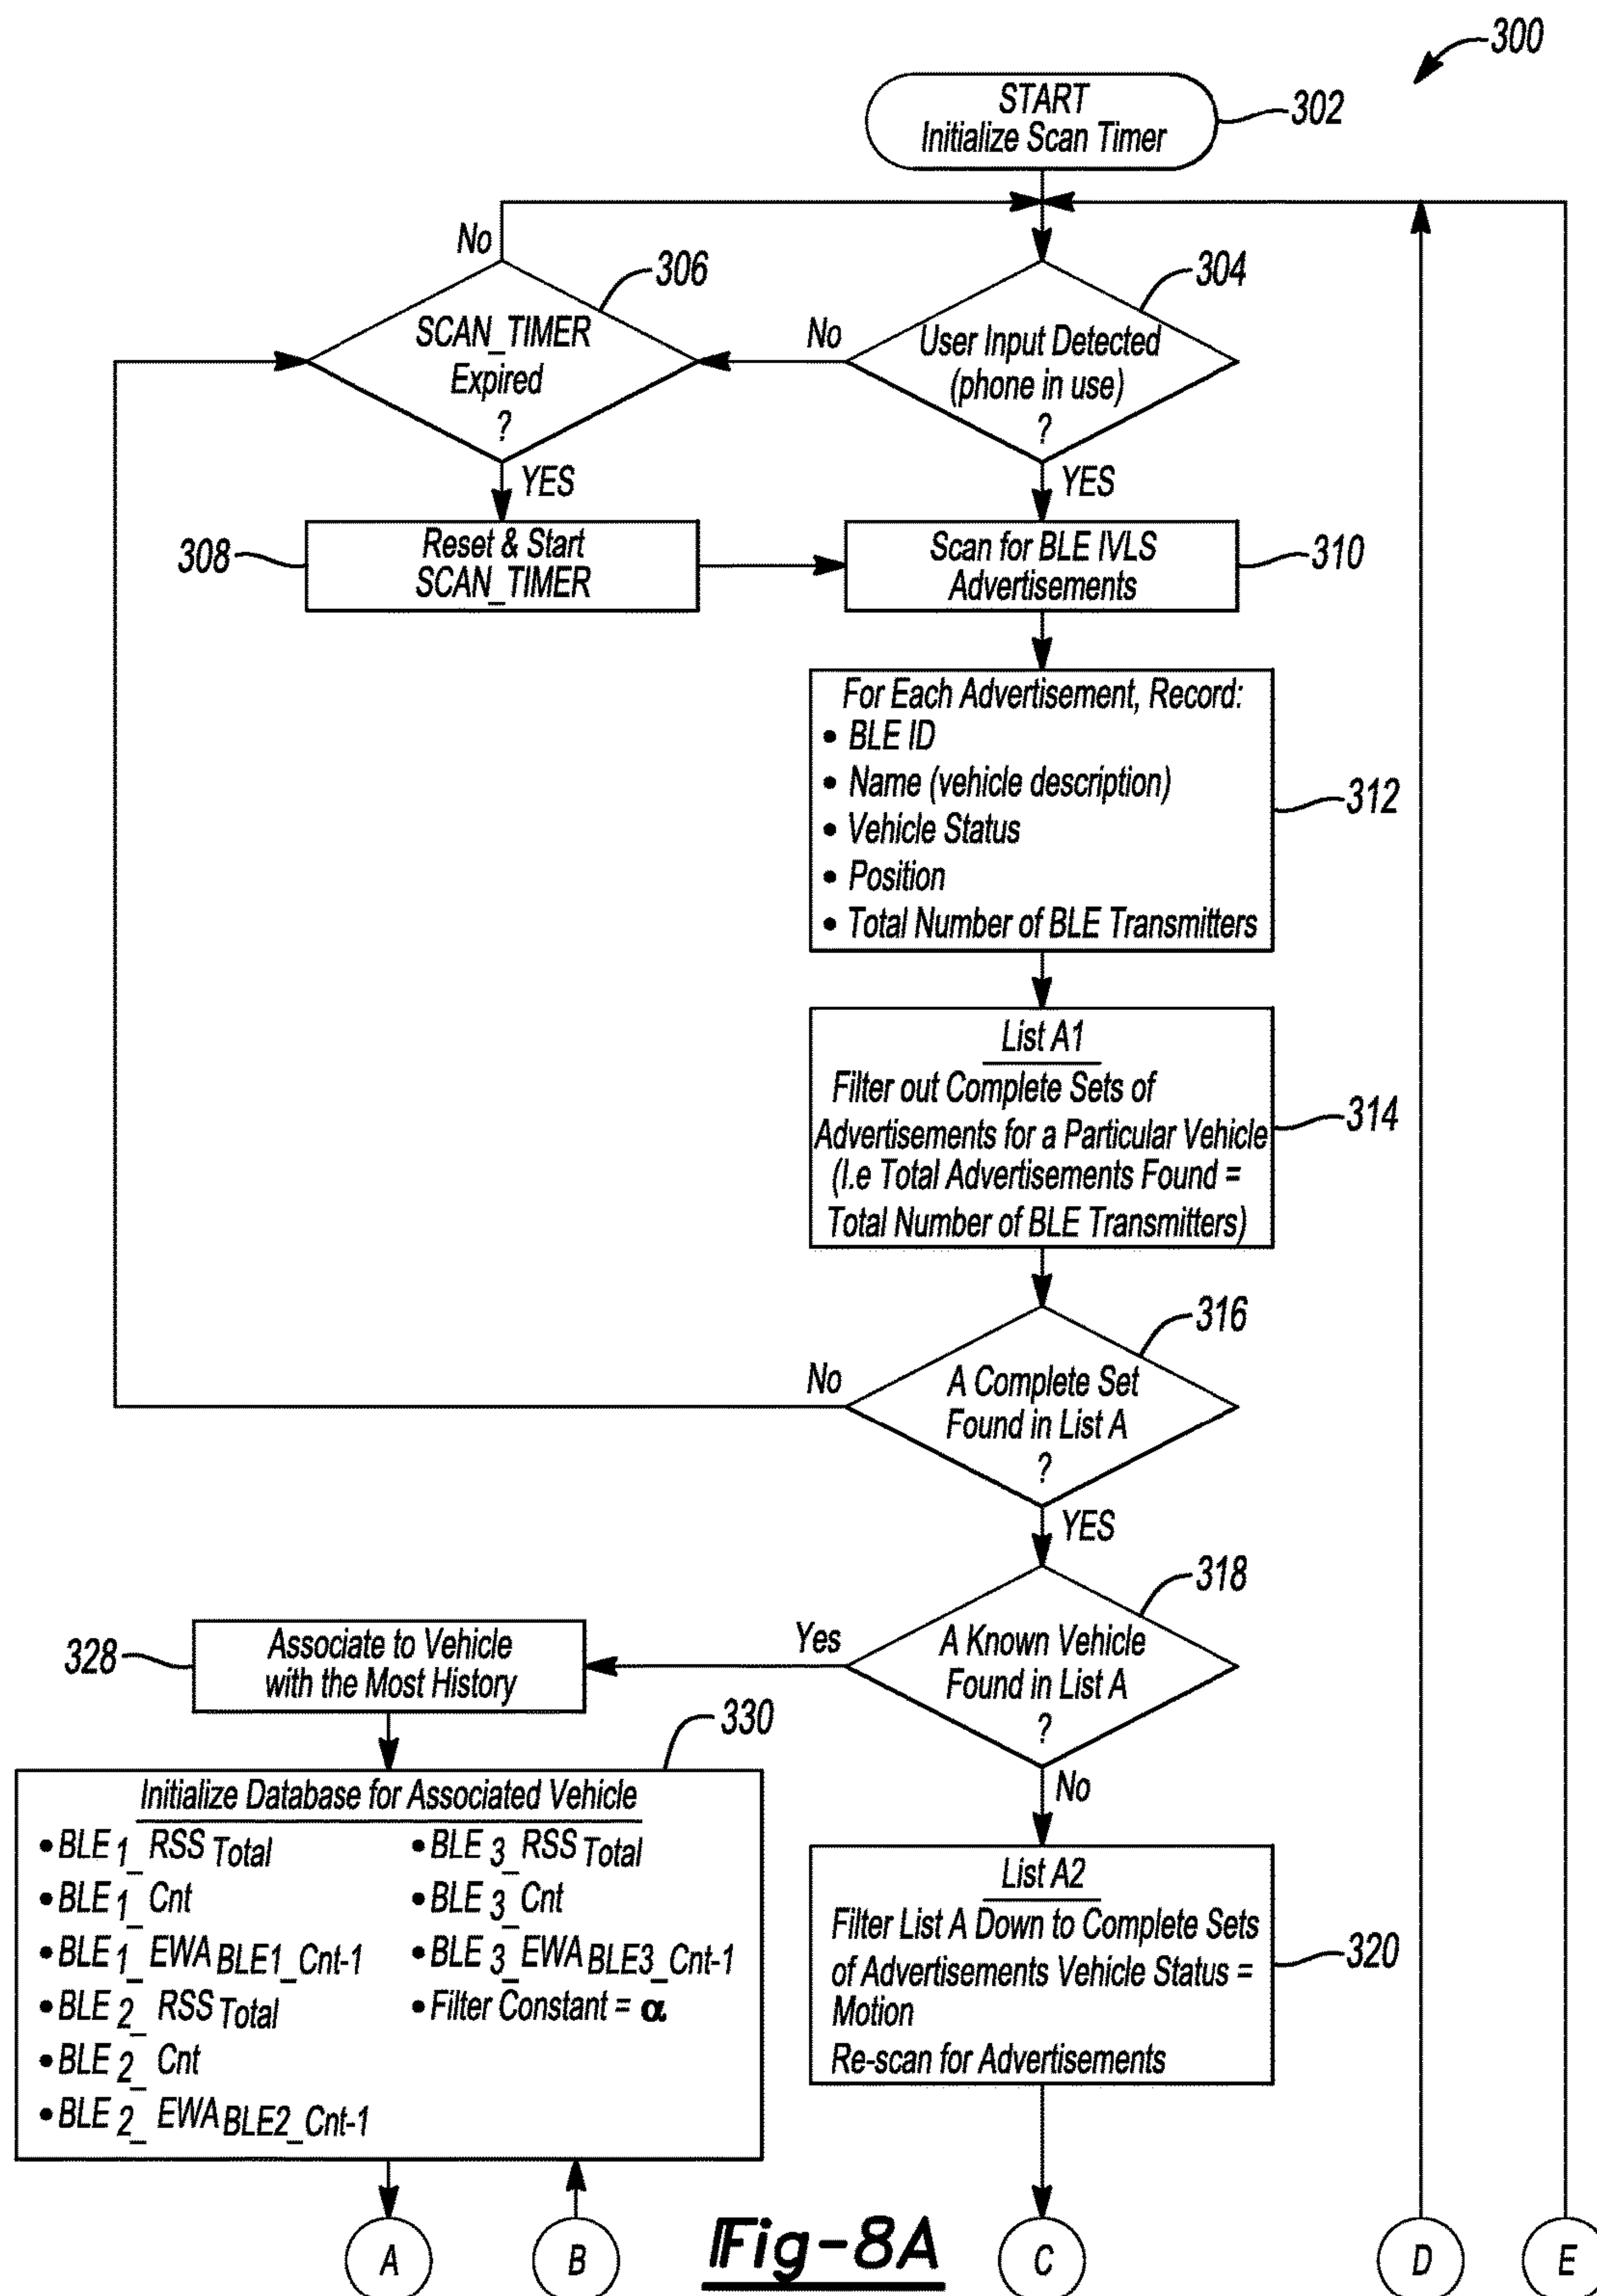 300
START
Initialize Scan Timer
302
No
306
304
SCAN_TIMER
Expired
?
No
User Input Detected
(phone in use)
?
YES
YES
308
Reset & Start
SCAN_TIMER
Scan for BLE IVLS
Advertisements
310
For Each Advertisement, Record:
• BLE ID
• Name (vehicle description)
• Vehicle Status
• Position
• Total Number of BLE Transmitters
312
List A1
Filter out Complete Sets of
Advertisements for a Particular Vehicle
(I.e Total Advertisements Found =
Total Number of BLE Transmitters)
314
316
No
A Complete Set
Found in List A
?
YES
318
328
Associate to Vehicle
with the Most History
Yes
A Known Vehicle
Found in List A
?
No
330
Initialize Database for Associated Vehicle
• BLE 1_ RSS Total
• BLE 1_ Cnt
• BLE 1_ EWA BLE1_Cnt-1
• BLE 2_ RSS Total
• BLE 2_ Cnt
• BLE 2_ EWA BLE2_Cnt-1
• BLE 3_ RSS Total
• BLE 3_ Cnt
• BLE 3_ EWA BLE3_Cnt-1
• Filter Constant = α
List A2
Filter List A Down to Complete Sets
of Advertisements Vehicle Status =
Motion
Re-scan for Advertisements
320
A
B
Fig-8A
C
D
E